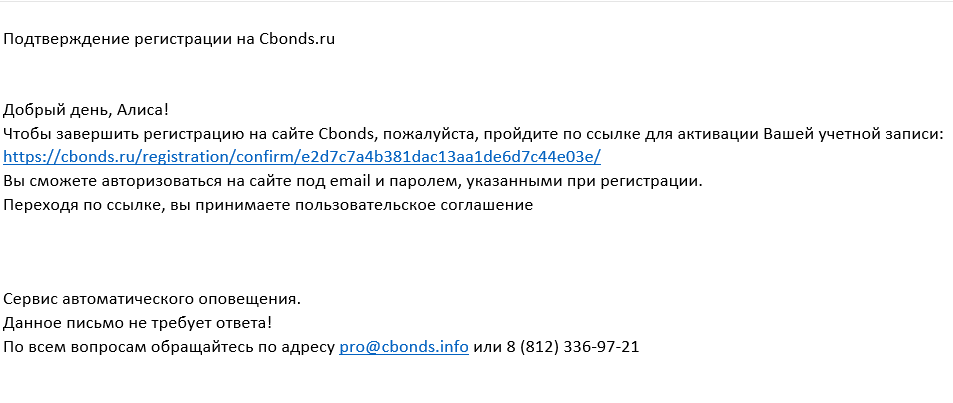 Подтверждение регистрации на Cbonds.ru
Добрый день, Алиса!
Чтобы завершить регистрацию на сайте Cbonds, пожалуйста, пройдите по ссылке для активации Вашей учетной записи:
https://cbonds.ru/registration/confirm/e2d7c7a4b381dac13aa1de6d7c44e03e/
Вы сможете авторизоваться на сайте под email и паролем, указанными при регистрации.
Переходя по ссылке, вы принимаете пользовательское соглашение
Сервис автоматического оповещения.
Данное письмо не требует ответа!
По всем вопросам обращайтесь по адресу pro@cbonds.info или 8 (812) 336-97-21